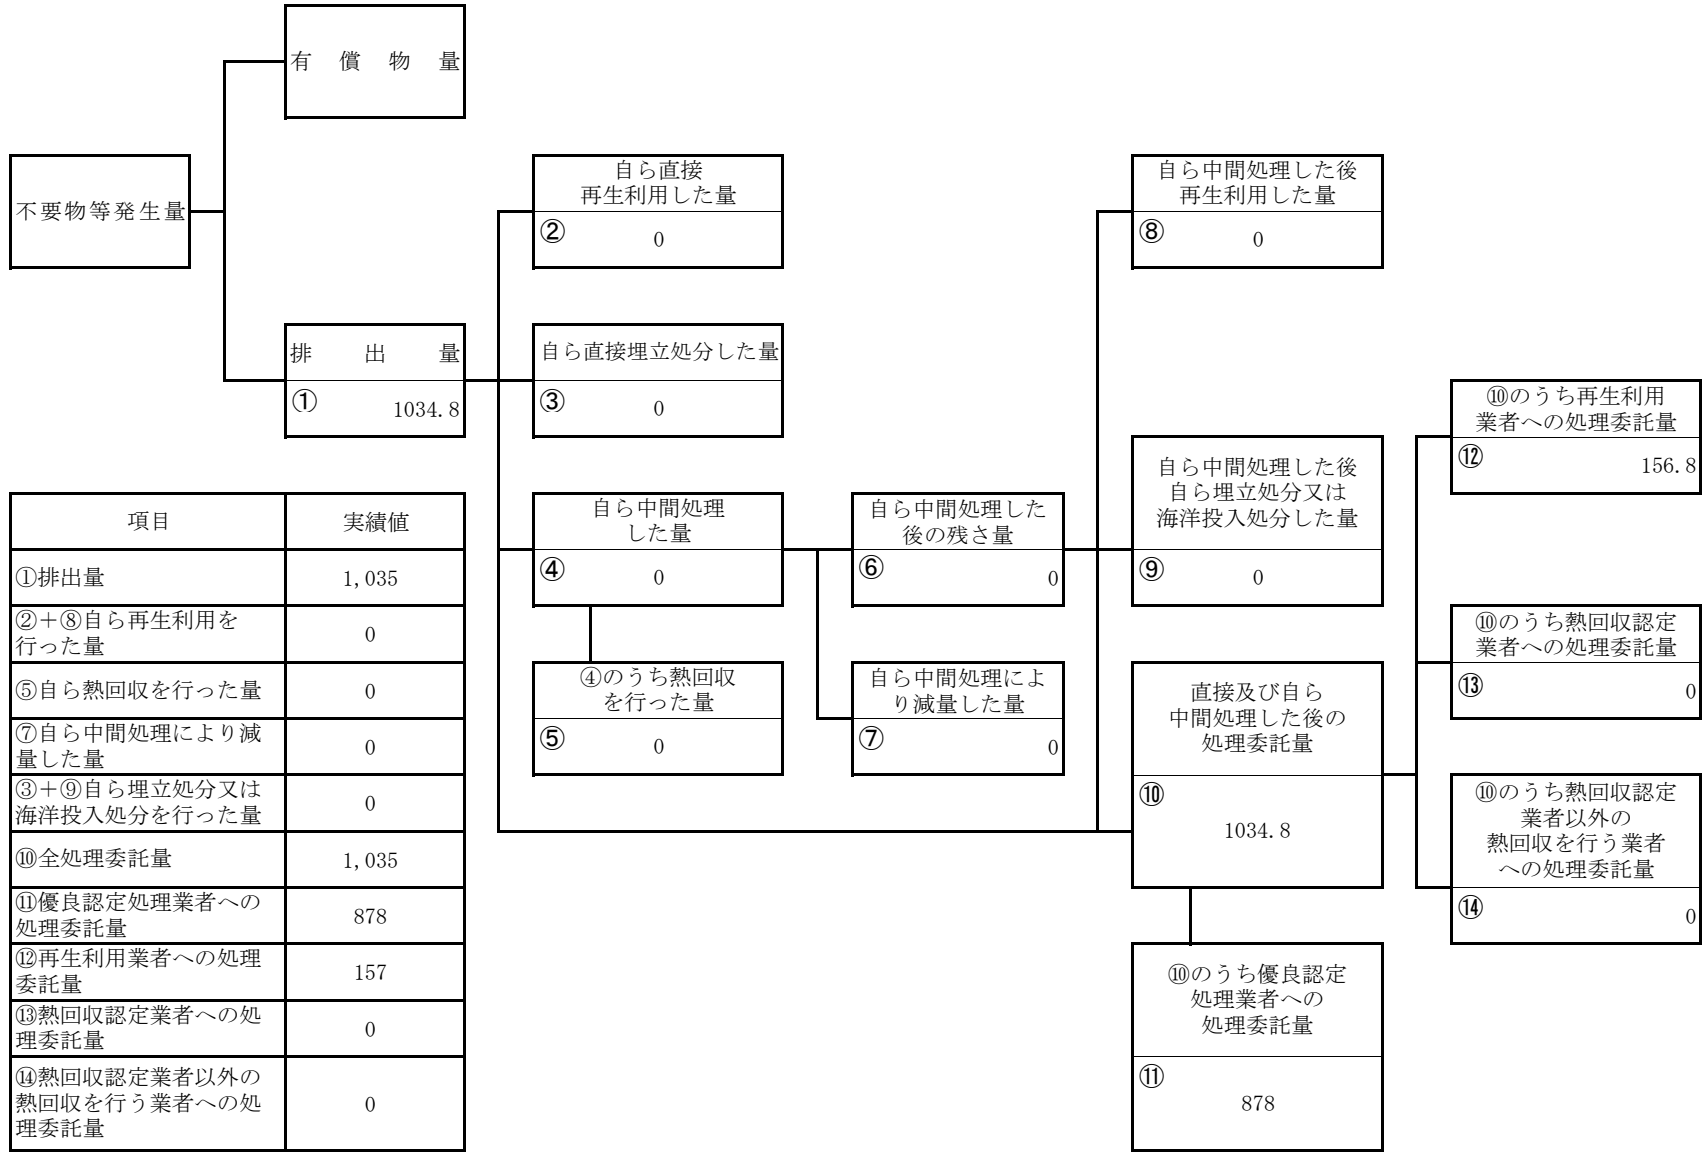 有償物量
不要物等発生量
排出量
① 1034.8
自ら直接
再生利用した量
② 0
自ら直接埋立処分した量
③ 0
自ら中間処理
した量
④ 0
④のうち熱回収
を行った量
⑤ 0
自ら中間処理した
後の残さ量
⑥ 0
自ら中間処理によ
り減量した量
⑦ 0
自ら中間処理した後
再生利用した量
⑧ 0
自ら中間処理した後
自ら埋立処分又は
海洋投入処分した量
⑨ 0
直接及び自ら
中間処理した後の
処理委託量
⑩
1034.8
⑩のうち優良認定
処理業者への
処理委託量
⑪
878
⑩のうち再生利用
業者への処理委託量
⑫ 156.8
⑩のうち熱回収認定
業者への処理委託量
⑬ 0
⑩のうち熱回収認定
業者以外の
熱回収を行う業者
への処理委託量
⑭ 0
項目 実績値
①排出量 1,035
②+⑧自ら再生利用を
行った量 0
⑤自ら熱回収を行った量 0
⑦自ら中間処理により減
量した量 0
③+⑨自ら埋立処分又は
海洋投入処分を行った量 0
⑩全処理委託量 1,035
⑪優良認定処理業者への
処理委託量 878
⑫再生利用業者への処理
委託量 157
⑬熱回収認定業者への処
理委託量 0
⑭熱回収認定業者以外の
熱回収を行う業者への処
理委託量 0